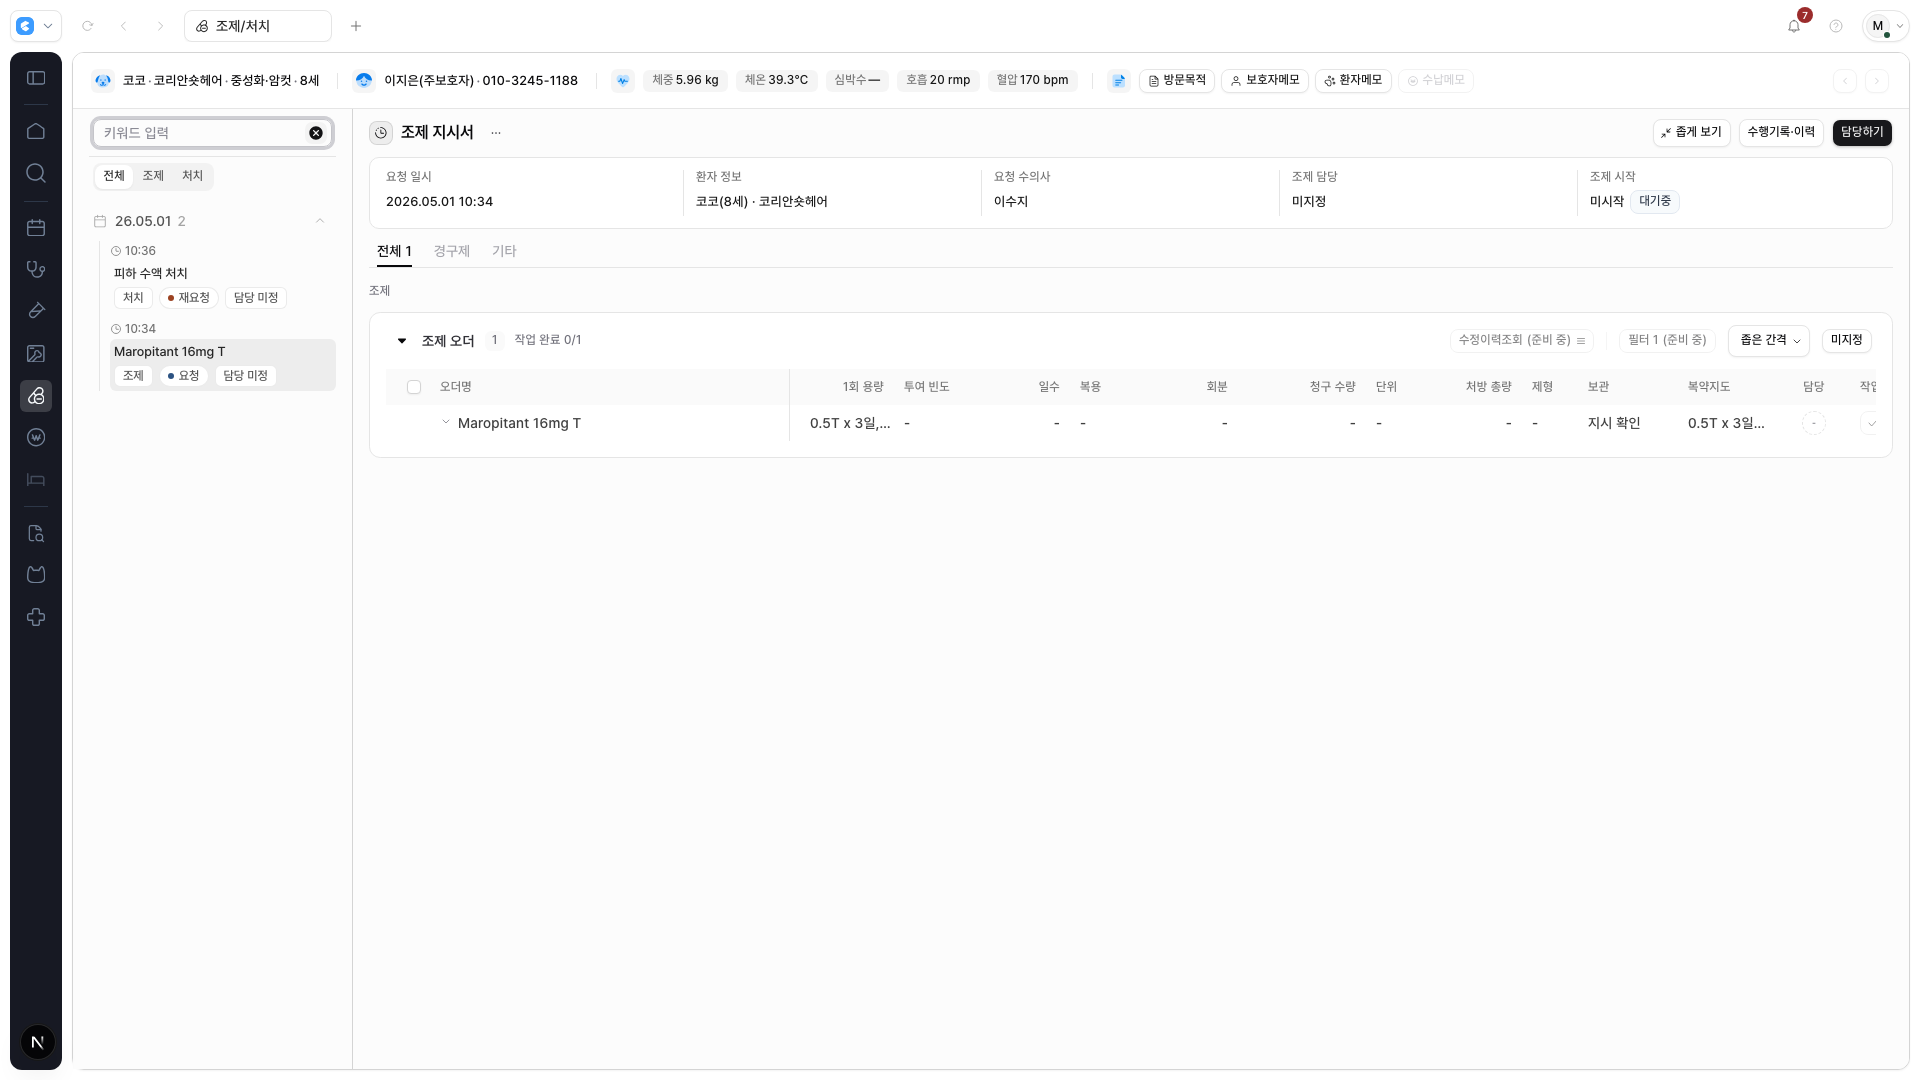 조제/처치
7
M
코코 · 코리안숏헤어 · 중성화·암컷 · 8세
이지은(주보호자) · 010-3245-1188
체중 5.96 kg
체온 39.3°C
심박수 —
호흡 20 rmp
혈압 170 bpm
방문목적
보호자메모
환자메모
수납메모
키워드 입력
전체 조제 처치
26.05.01 2
10:36
피하 수액 처치
처치 재요청 담당 미정
10:34
Maropitant 16mg T
조제 요청 담당 미정
조제 지시서 ...
좁게 보기
수행기록·이력
담당하기
요청 일시
2026.05.01 10:34
환자 정보
코코(8세) · 코리안숏헤어
요청 수의사
이수지
조제 담당
미지정
조제 시작
미시작 대기중
전체 1 경구제 기타
조제
조제 오더 1 작업 완료 0/1
수정이력조회 (준비 중)
필터 1 (준비 중)
좁은 간격
미지정
오더명 1회 용량 투여 빈도 일수 복용 회분 청구 수량 단위 처방 총량 제형 보관 복약지도 담당 작업
Maropitant 16mg T 0.5T x 3일,... - - - - - - - - 지시 확인 0.5T x 3일... -
N